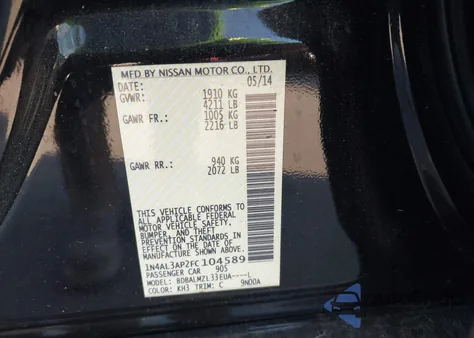 MFD BY NISSAN MOTOR CO., LTD.
DATE: 05/14
GVWR: 1910 KG
4211 LB
GAWR FR.: 1005 KG
2216 LB
GAWR RR.: 940 KG
2072 LB
THIS VEHICLE CONFORMS TO
ALL APPLICABLE FEDERAL
MOTOR VEHICLE SAFETY,
BUMPER, AND THEFT
PREVENTION STANDARDS IN
EFFECT ON THE DATE OF
MANUFACTURE SHOWN ABOVE.
1N4AL3AP2FC104589
PASSENGER CAR 905
BDBALMZL33EUA----L
COLOR: KH3 TRIM: C 9N00A